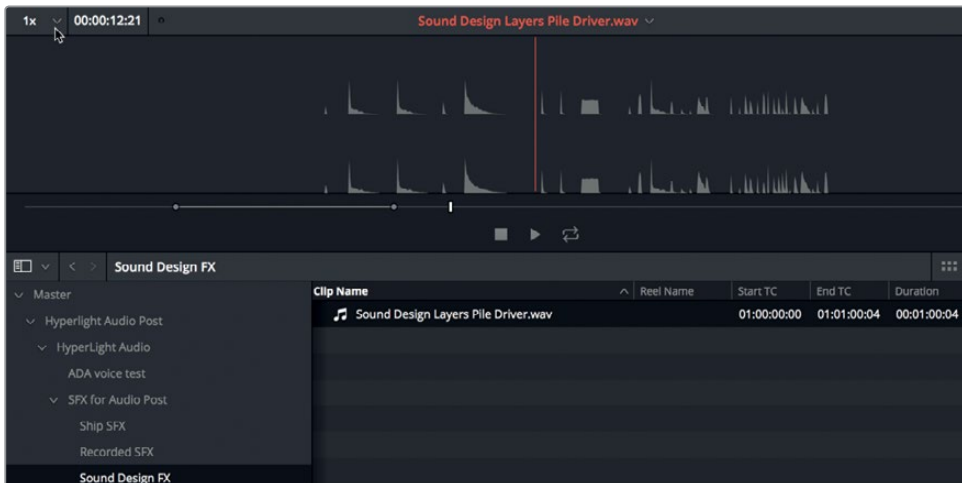 1x 00:00:12:21 Sound Design Layers Pile Driver.wav
Sound Design FX
Master
Hyperlight Audio Post
HyperLight Audio
ADA voice test
SFX for Audio Post
Ship SFX
Recorded SFX
Sound Design FX
Clip Name Reel Name Start TC End TC Duration
Sound Design Layers Pile Driver.wav 01:00:00:00 01:01:00:04 00:01:00:04